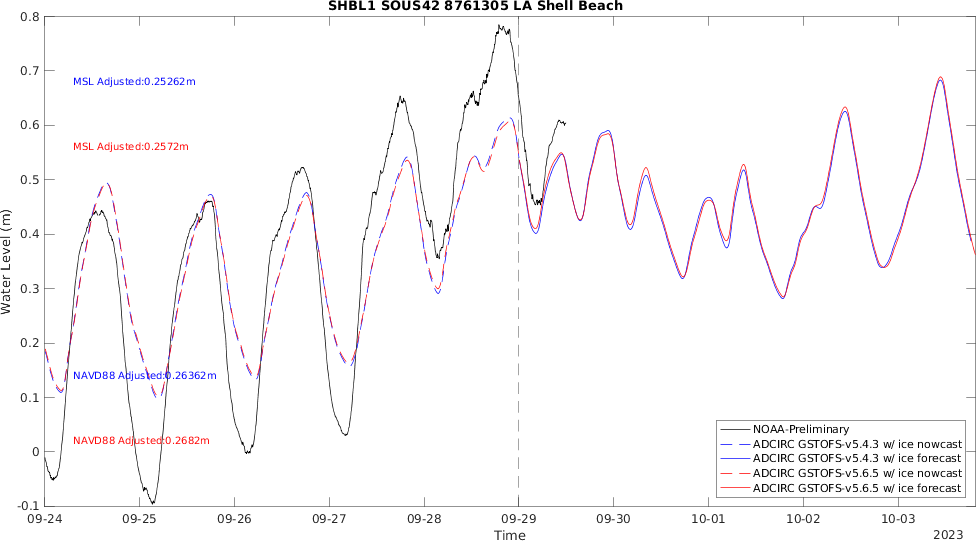 SHBL1 SOUS42 8761305 LA Shell Beach
0.8
0.7
0.6
0.5
0.4
0.3
0.2
0.1
0
-0.1
Water Level (m)
MSL Adjusted:0.25262m
MSL Adjusted:0.2572m
NAVD88 Adjusted:0.26362m
NAVD88 Adjusted:0.2682m
NOAA-Preliminary
ADCIRC GSTOFS-v5.4.3 w/ ice nowcast
ADCIRC GSTOFS-v5.4.3 w/ ice forecast
ADCIRC GSTOFS-v5.6.5 w/ ice nowcast
ADCIRC GSTOFS-v5.6.5 w/ ice forecast
09-24 09-25 09-26 09-27 09-28 09-29 09-30 10-01 10-02 10-03
Time
2023